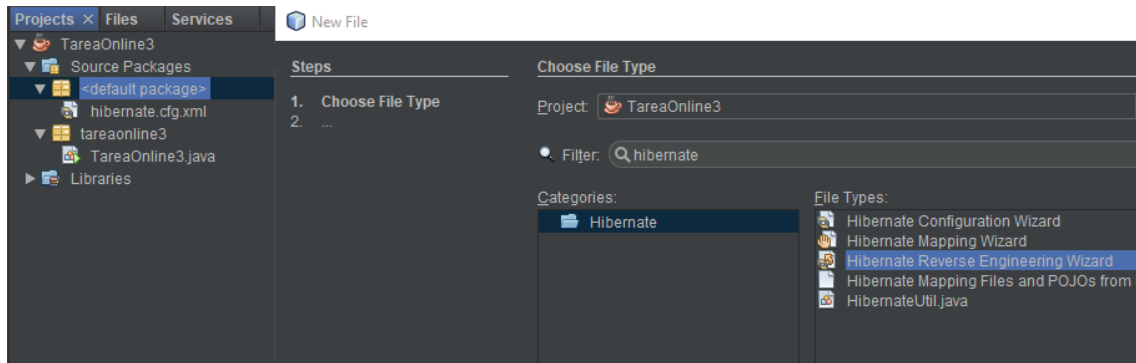 Projects × Files Services
TareaOnline3
Source Packages
<default package>
hibernate.cfg.xml
tareaonline3
TareaOnline3.java
Libraries
New File
Steps
1. Choose File Type
2. ...
Choose File Type
Project: TareaOnline3
Filter: hibernate
Categories:
Hibernate
File Types:
Hibernate Configuration Wizard
Hibernate Mapping Wizard
Hibernate Reverse Engineering Wizard
Hibernate Mapping Files and POJOs from
HibernateUtil.java